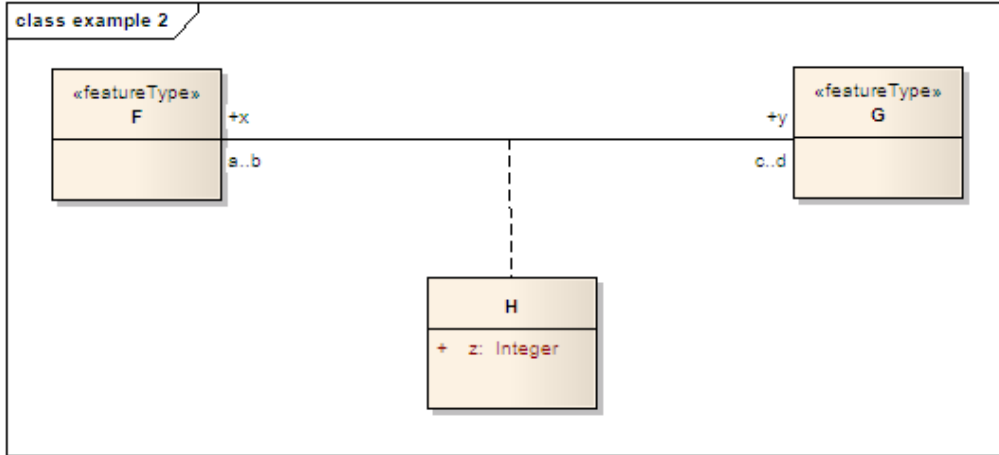 class example 2
«featureType»
F
«featureType»
G
+x
+y
a..b
c..d
H
+ z: Integer